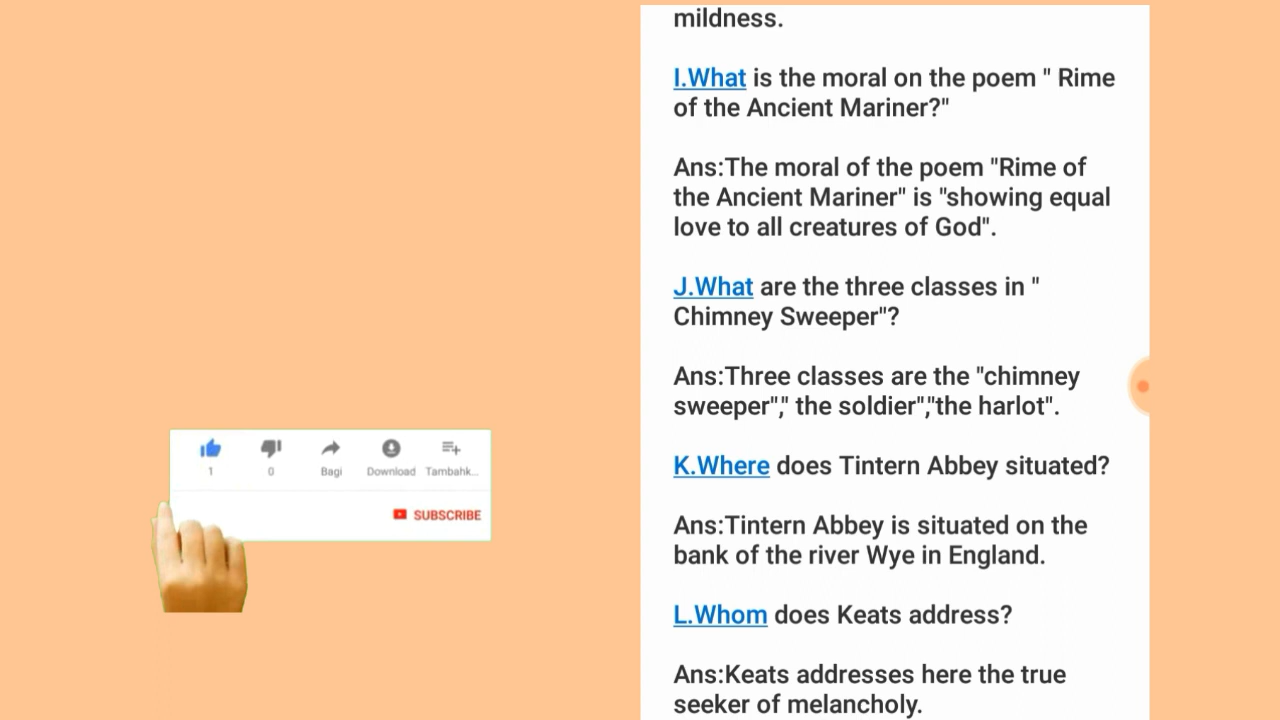 mildness.
I.What is the moral on the poem " Rime
of the Ancient Mariner?"
Ans:The moral of the poem "Rime of
the Ancient Mariner" is "showing equal
love to all creatures of God".
J.What are the three classes in "
Chimney Sweeper"?
Ans:Three classes are the "chimney
sweeper"," the soldier","the harlot".
K.Where does Tintern Abbey situated?
Ans:Tintern Abbey is situated on the
bank of the river Wye in England.
L.Whom does Keats address?
Ans:Keats addresses here the true
seeker of melancholy.
1 0 Bagi Download Tambahk...
SUBSCRIBE